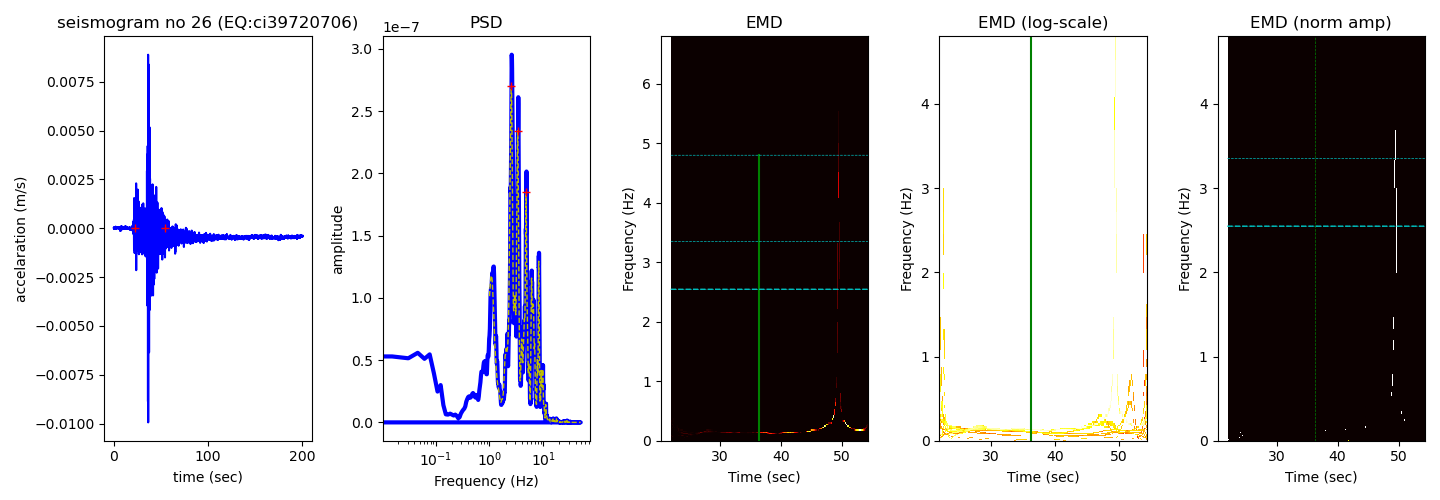 seismogram no 26 (EQ:ci39720706)
accelaration (m/s)
0.0075
0.0050
0.0025
0.0000
−0.0025
−0.0050
−0.0075
−0.0100
0 100 200
time (sec)
PSD
1e−7
amplitude
3.0
2.5
2.0
1.5
1.0
0.5
0.0
10⁻¹ 10⁰ 10¹
Frequency (Hz)
EMD
Frequency (Hz)
6
5
4
3
2
1
0
30 40 50
Time (sec)
EMD (log-scale)
Frequency (Hz)
4
3
2
1
0
30 40 50
Time (sec)
EMD (norm amp)
Frequency (Hz)
4
3
2
1
0
30 40 50
Time (sec)